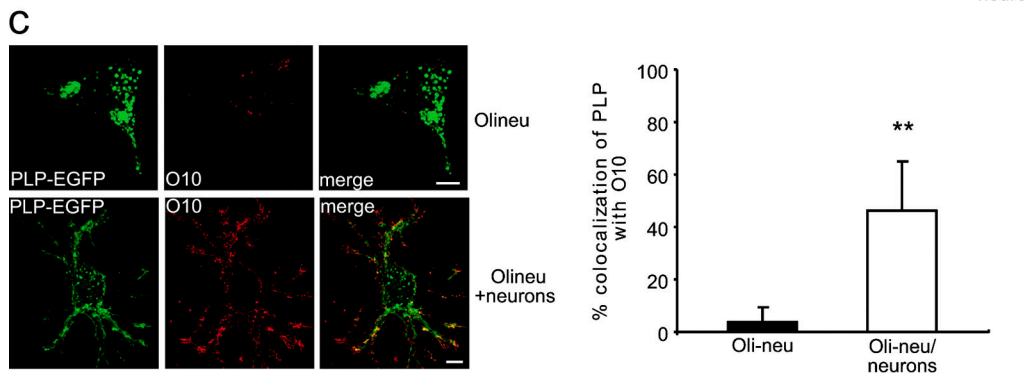 neuro
C
PLP-EGFP
O10
merge
Olineu
PLP-EGFP
O10
merge
Olineu
+neurons
% colocalization of PLP
with O10
100
80
60
40
20
0
**
Oli-neu
Oli-neu/
neurons